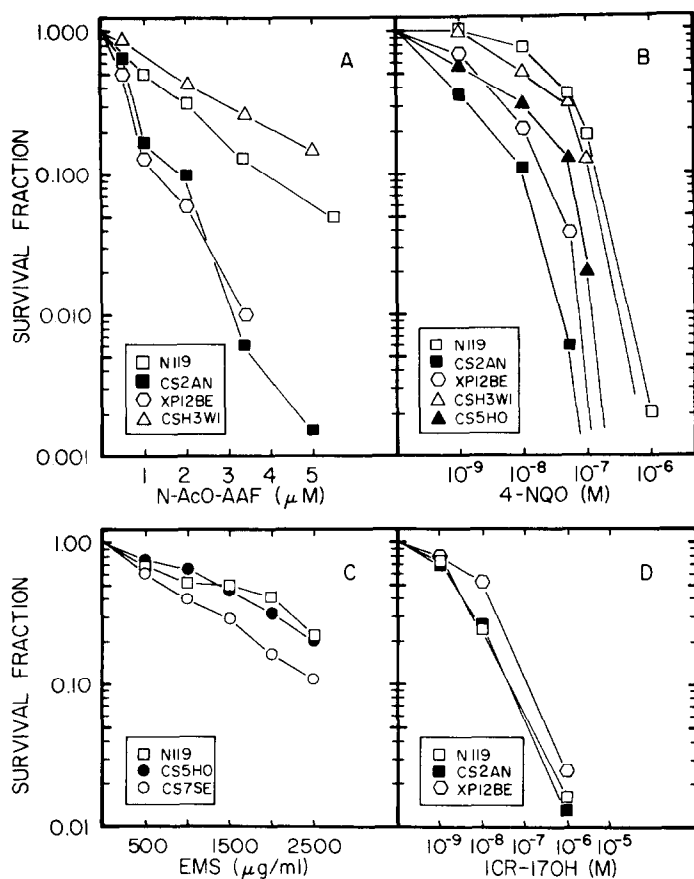 SURVIVAL FRACTION
1.000
0.100
0.010
0.001
A
N119
CS2AN
XP12BE
CSH3WI
1 2 3 4 5
N-AcO-AAF (μM)
B
N119
CS2AN
XP12BE
CSH3WI
CS5HO
10⁻⁹ 10⁻⁸ 10⁻⁷ 10⁻⁶
4-NQO (M)
SURVIVAL FRACTION
1.00
0.10
0.01
C
N119
CS5HO
CS7SE
500 1500 2500
EMS (μg/ml)
D
N119
CS2AN
XP12BE
10⁻⁹ 10⁻⁸ 10⁻⁷ 10⁻⁶ 10⁻⁵
ICR-170H (M)